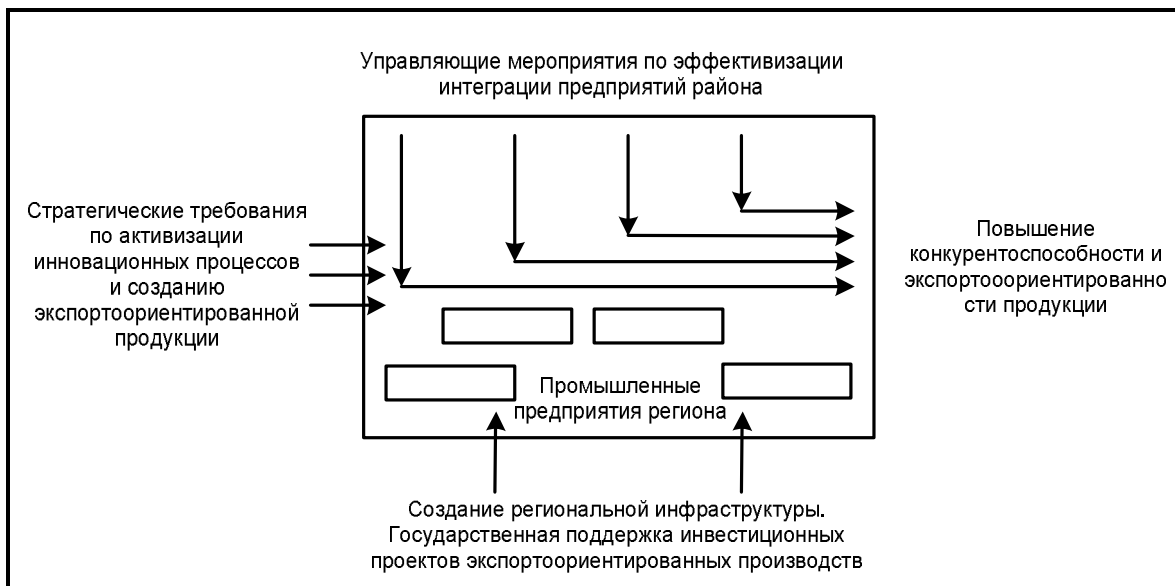 Управляющие мероприятия по эффективизации
интеграции предприятий района
Стратегические требования
по активизации
инновационных процессов
и созданию
экспортоориентированной
продукции
Повышение
конкурентоспособности и
экспортооориентированно
сти продукции
Промышленные
предприятия региона
Создание региональной инфраструктуры.
Государственная поддержка инвестиционных
проектов экспортоориентированных производств